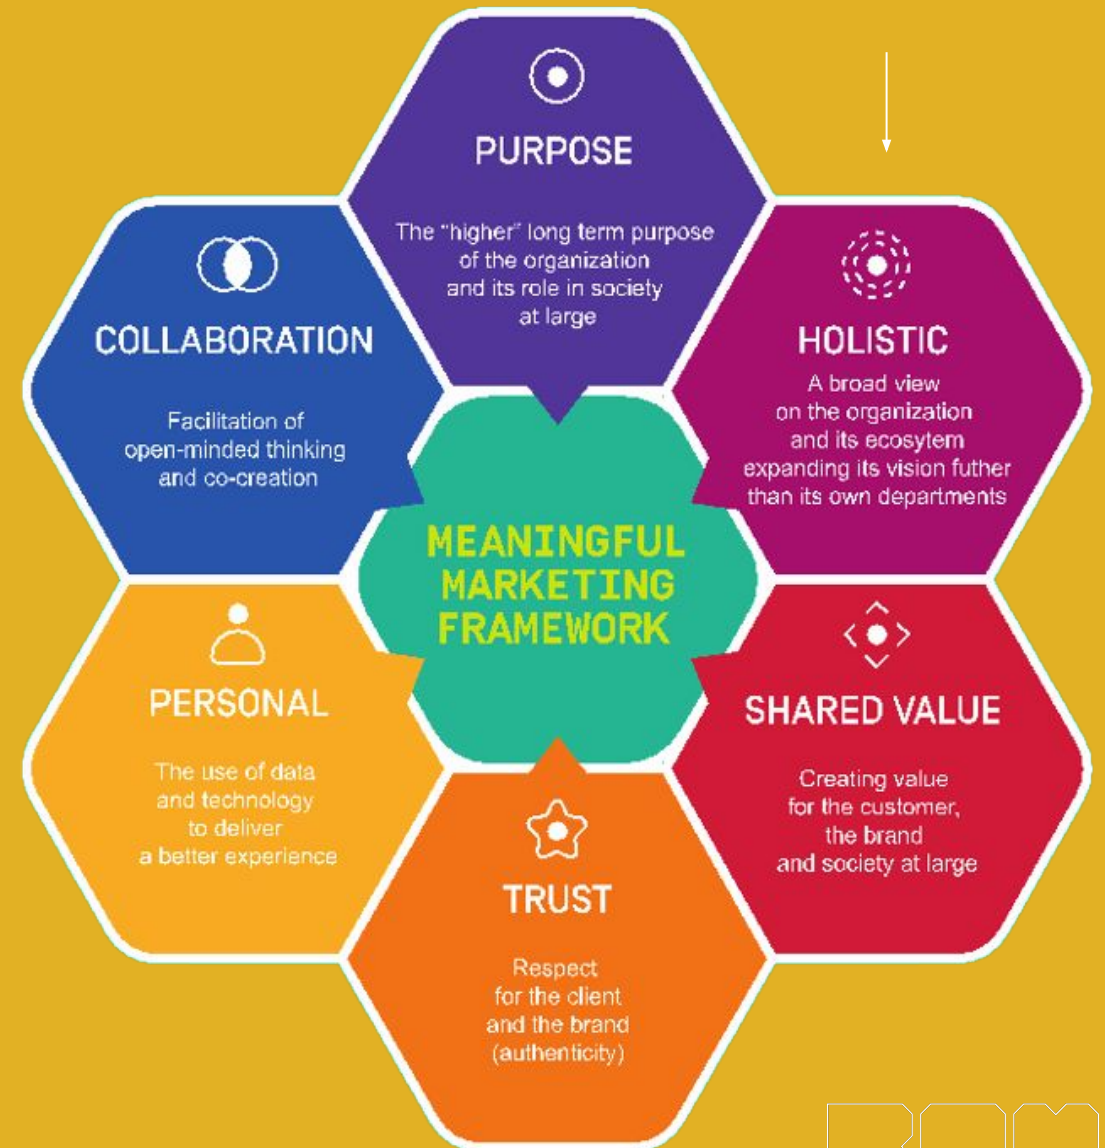 PURPOSE
The "higher" long term purpose
of the organization
and its role in society
at large
HOLISTIC
A broad view
on the organization
and its ecosytem
expanding its vision futher
than its own departments
SHARED VALUE
Creating value
for the customer,
the brand
and society at large
TRUST
Respect
for the client
and the brand
(authenticity)
PERSONAL
The use of data
and technology
to deliver
a better experience
COLLABORATION
Facilitation of
open-minded thinking
and co-creation
MEANINGFUL
MARKETING
FRAMEWORK